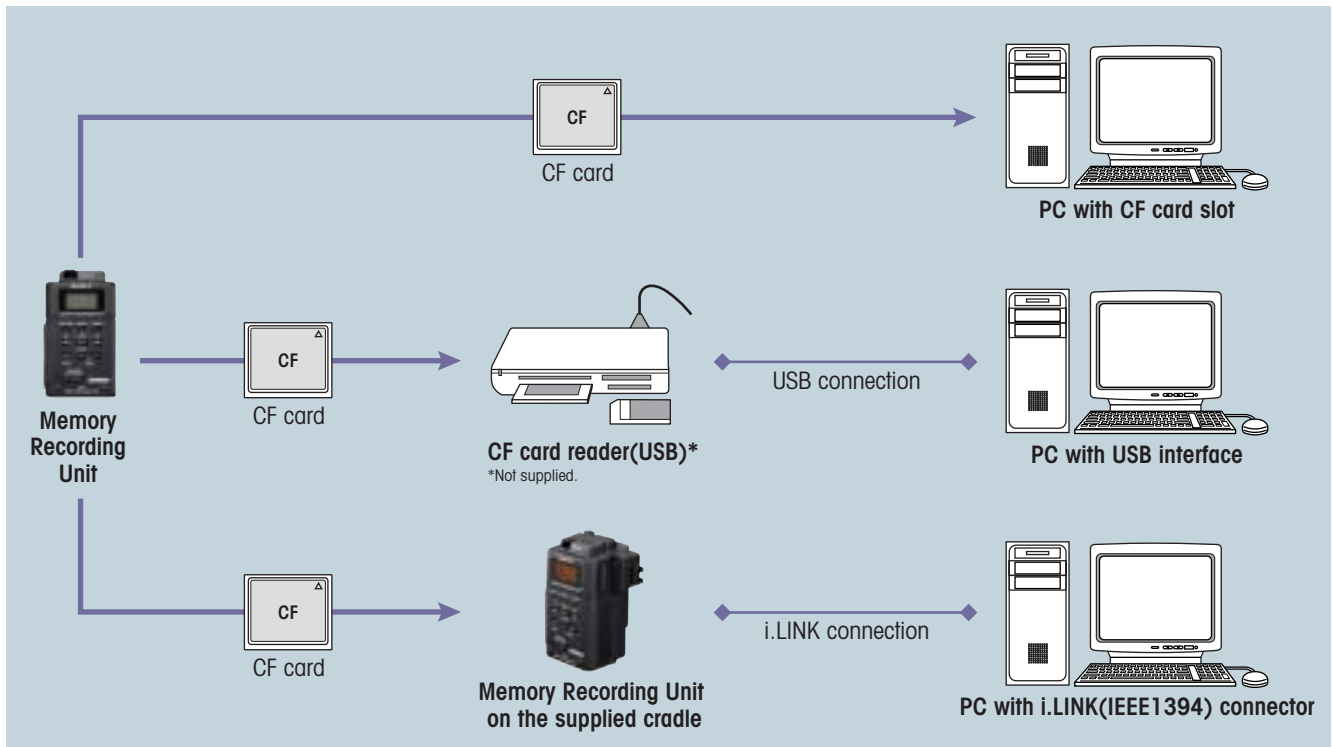 CF
CF card
PC with CF card slot
Memory
Recording
Unit
CF
CF card
CF card reader(USB)*
*Not supplied.
USB connection
PC with USB interface
CF
CF card
Memory Recording Unit
on the supplied cradle
i.LINK connection
PC with i.LINK(IEEE1394) connector